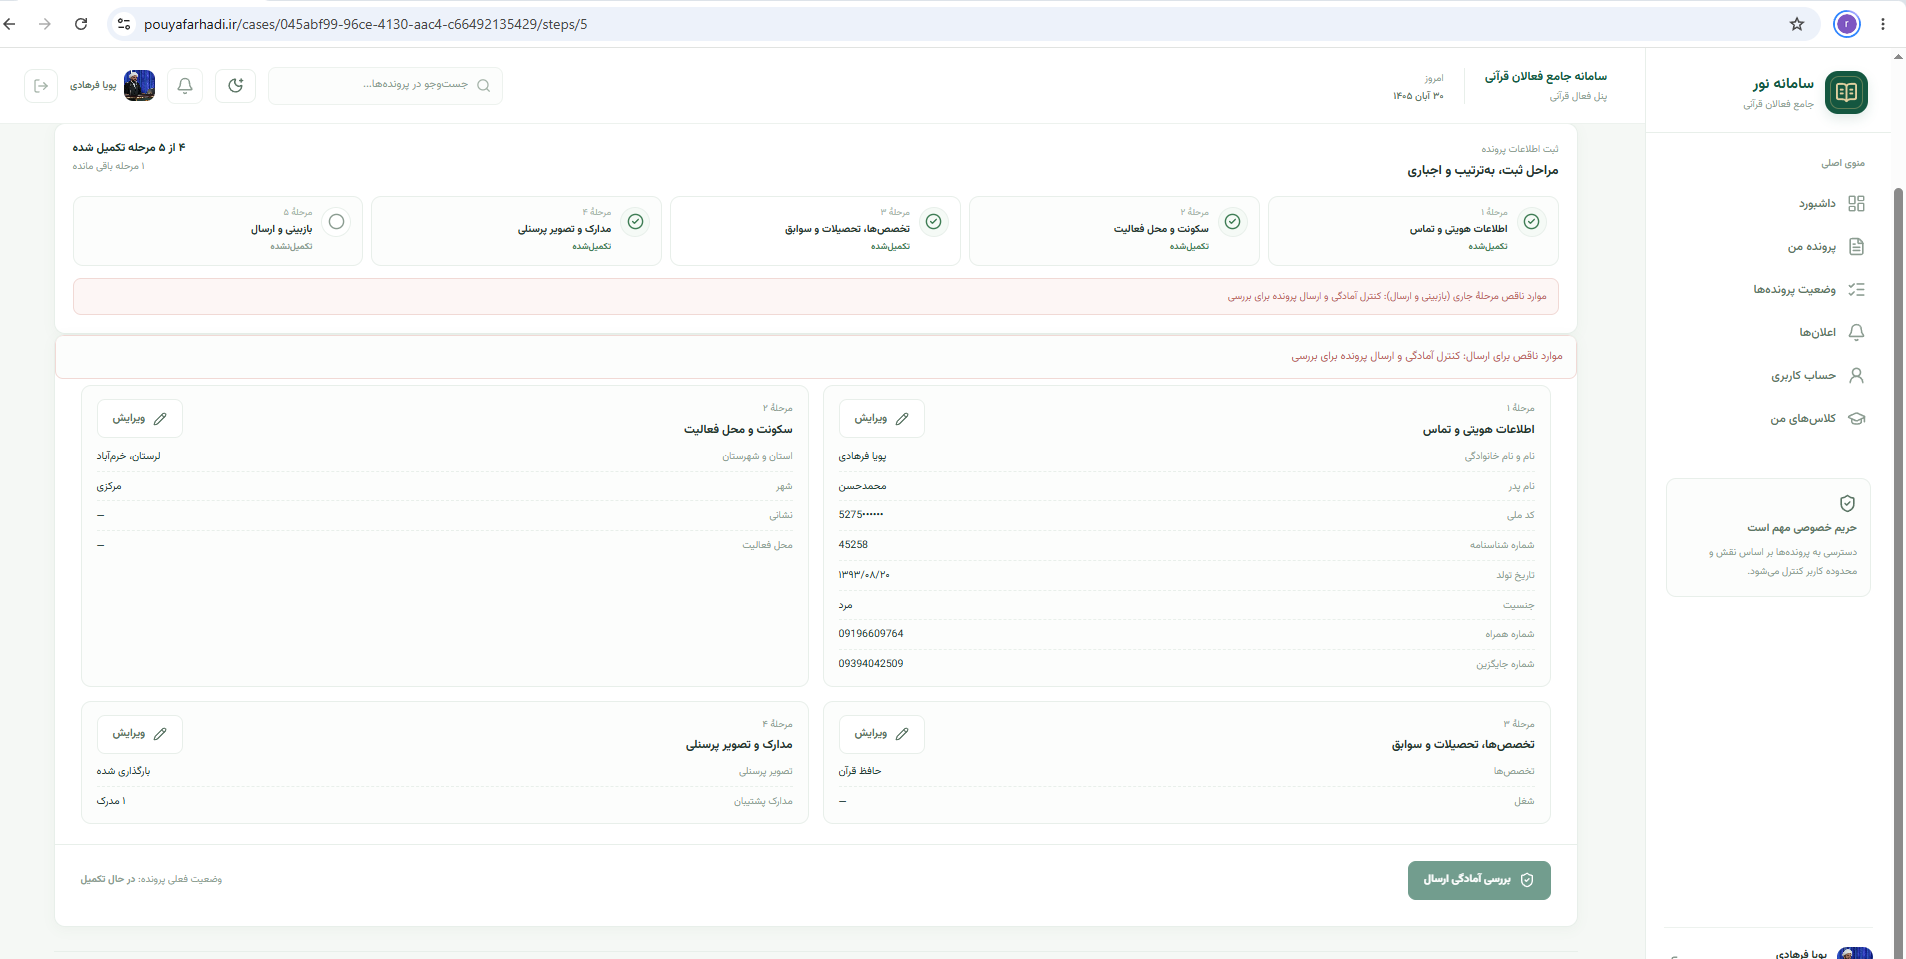 pouyafarhadi.ir/cases/045abf99-96ce-4130-aac4-c66492135429/steps/5
r
سامانه نور
جامع فعالان قرآنی
سامانه جامع فعالان قرآنی
پنل فعال قرآنی
امروز
۳۰ آبان ۱۴۰۵
جست‌وجو در پرونده‌ها...
پویا فرهادی
منوی اصلی
داشبورد
پرونده من
وضعیت پرونده‌ها
اعلان‌ها
حساب کاربری
کلاس‌های من
حریم خصوصی مهم است
دسترسی به پرونده‌ها بر اساس نقش و
محدوده کاربر کنترل می‌شود.
پویا فرهادی
ثبت اطلاعات پرونده
مراحل ثبت، به‌ترتیب و اجباری
۴ از ۵ مرحله تکمیل شده
۱ مرحله باقی مانده
مرحلهٔ ۱
اطلاعات هویتی و تماس
تکمیل‌شده
مرحلهٔ ۲
سکونت و محل فعالیت
تکمیل‌شده
مرحلهٔ ۳
تخصص‌ها، تحصیلات و سوابق
تکمیل‌شده
مرحلهٔ ۴
مدارک و تصویر پرسنلی
تکمیل‌شده
مرحلهٔ ۵
بازبینی و ارسال
تکمیل‌نشده
موارد ناقص مرحلهٔ جاری (بازبینی و ارسال): کنترل آمادگی و ارسال پرونده برای بررسی
موارد ناقص برای ارسال: کنترل آمادگی و ارسال پرونده برای بررسی
مرحلهٔ ۱
اطلاعات هویتی و تماس
ویرایش
نام و نام خانوادگی پویا فرهادی
نام پدر محمدحسن
کد ملی 5275••••••
شماره شناسنامه 45258
تاریخ تولد ۱۳۹۳/۰۸/۲۰
جنسیت مرد
شماره همراه 09196609764
شماره جایگزین 09394042509
مرحلهٔ ۲
سکونت و محل فعالیت
ویرایش
استان و شهرستان لرستان، خرم‌آباد
شهر مرکزی
نشانی —
محل فعالیت —
مرحلهٔ ۳
تخصص‌ها، تحصیلات و سوابق
ویرایش
تخصص‌ها حافظ قرآن
شغل —
مرحلهٔ ۴
مدارک و تصویر پرسنلی
ویرایش
تصویر پرسنلی بارگذاری شده
مدارک پشتیبان ۱ مدرک
بررسی آمادگی ارسال
وضعیت فعلی پرونده: در حال تکمیل